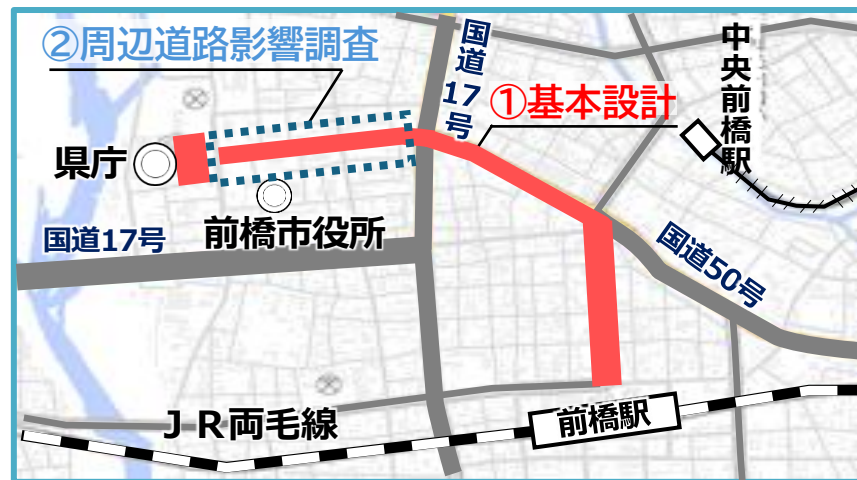 ②周辺道路影響調査
国道17号
①基本設計
中央前橋駅
県庁
前橋市役所
国道17号
国道50号
JR両毛線
前橋駅